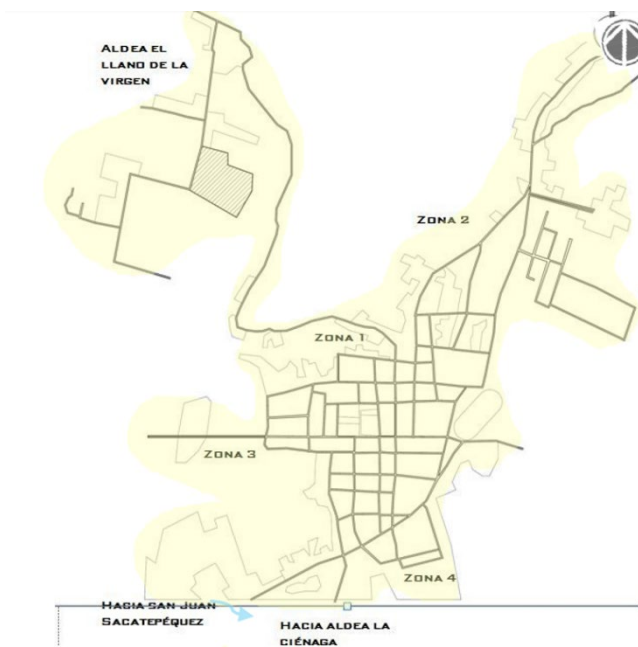 ALDEA EL
LLANO DE LA
VIRGEN
ZONA 2
ZONA 1
ZONA 3
ZONA 4
HACIA SAN JUAN
SACATEPÉQUEZ
HACIA ALDEA LA
CIÉNAGA